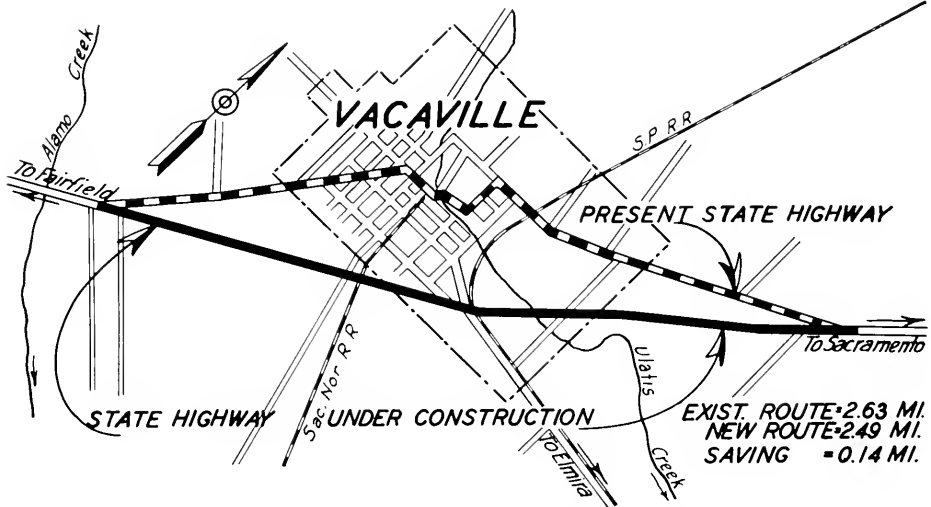 Alamo Creek
To Fairfield
VACAVILLE
S.P. R R
PRESENT STATE HIGHWAY
To Sacramento
STATE HIGHWAY
Sac. Nor R R
UNDER CONSTRUCTION
To Elmira
Ulatis Creek
EXIST. ROUTE=2.63 MI.
NEW ROUTE=2.49 MI.
SAVING =0.14 MI.